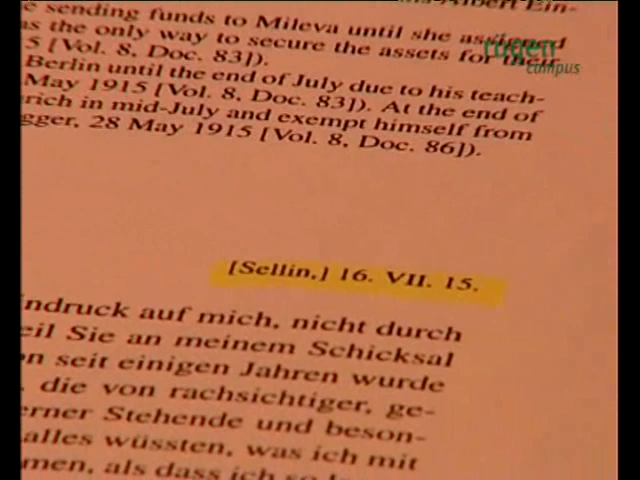 e sending funds to Mileva until she assigned
as the only way to secure the assets for their
5 [Vol. 8, Doc. 83]).
Berlin until the end of July due to his teach-
May 1915 [Vol. 8, Doc. 83]). At the end of
rich in mid-July and exempt himself from
gger, 28 May 1915 [Vol. 8, Doc. 86]).
rügen
campus
[Sellin,] 16. VII. 15.
indruck auf mich, nicht durch
eil Sie an meinem Schicksal
on seit einigen Jahren wurde
die von rachsichtiger, ge-
erner Stehende und beson-
alles wüssten, was ich mit
men, als dass ich so